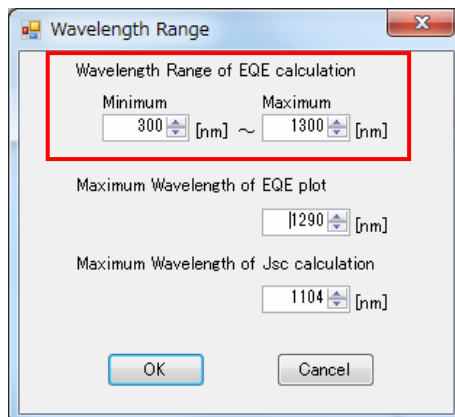 Wavelength Range
Wavelength Range of EQE calculation
Minimum Maximum
300 [nm] ～ 1300 [nm]
Maximum Wavelength of EQE plot
1290 [nm]
Maximum Wavelength of Jsc calculation
1104 [nm]
OK Cancel